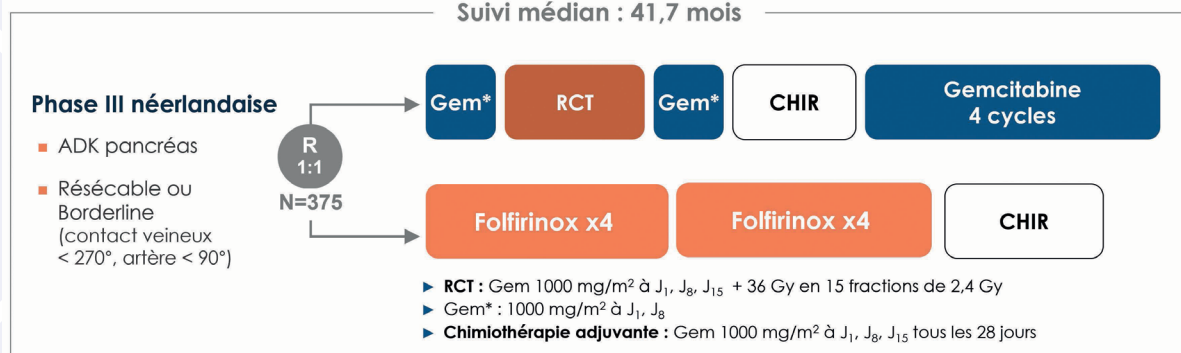 Suivi médian : 41,7 mois
Phase III néerlandaise
ADK pancréas
Résécable ou
Borderline
(contact veineux
< 270°, artère < 90°)
R
1:1
N=375
Gem*
RCT
Gem*
CHIR
Gemcitabine
4 cycles
Folfirinox x4
Folfirinox x4
CHIR
► RCT : Gem 1000 mg/m² à J₁, J₈, J₁₅ + 36 Gy en 15 fractions de 2,4 Gy
► Gem* : 1000 mg/m² à J₁, J₈
► Chimiothérapie adjuvante : Gem 1000 mg/m² à J₁, J₈, J₁₅ tous les 28 jours